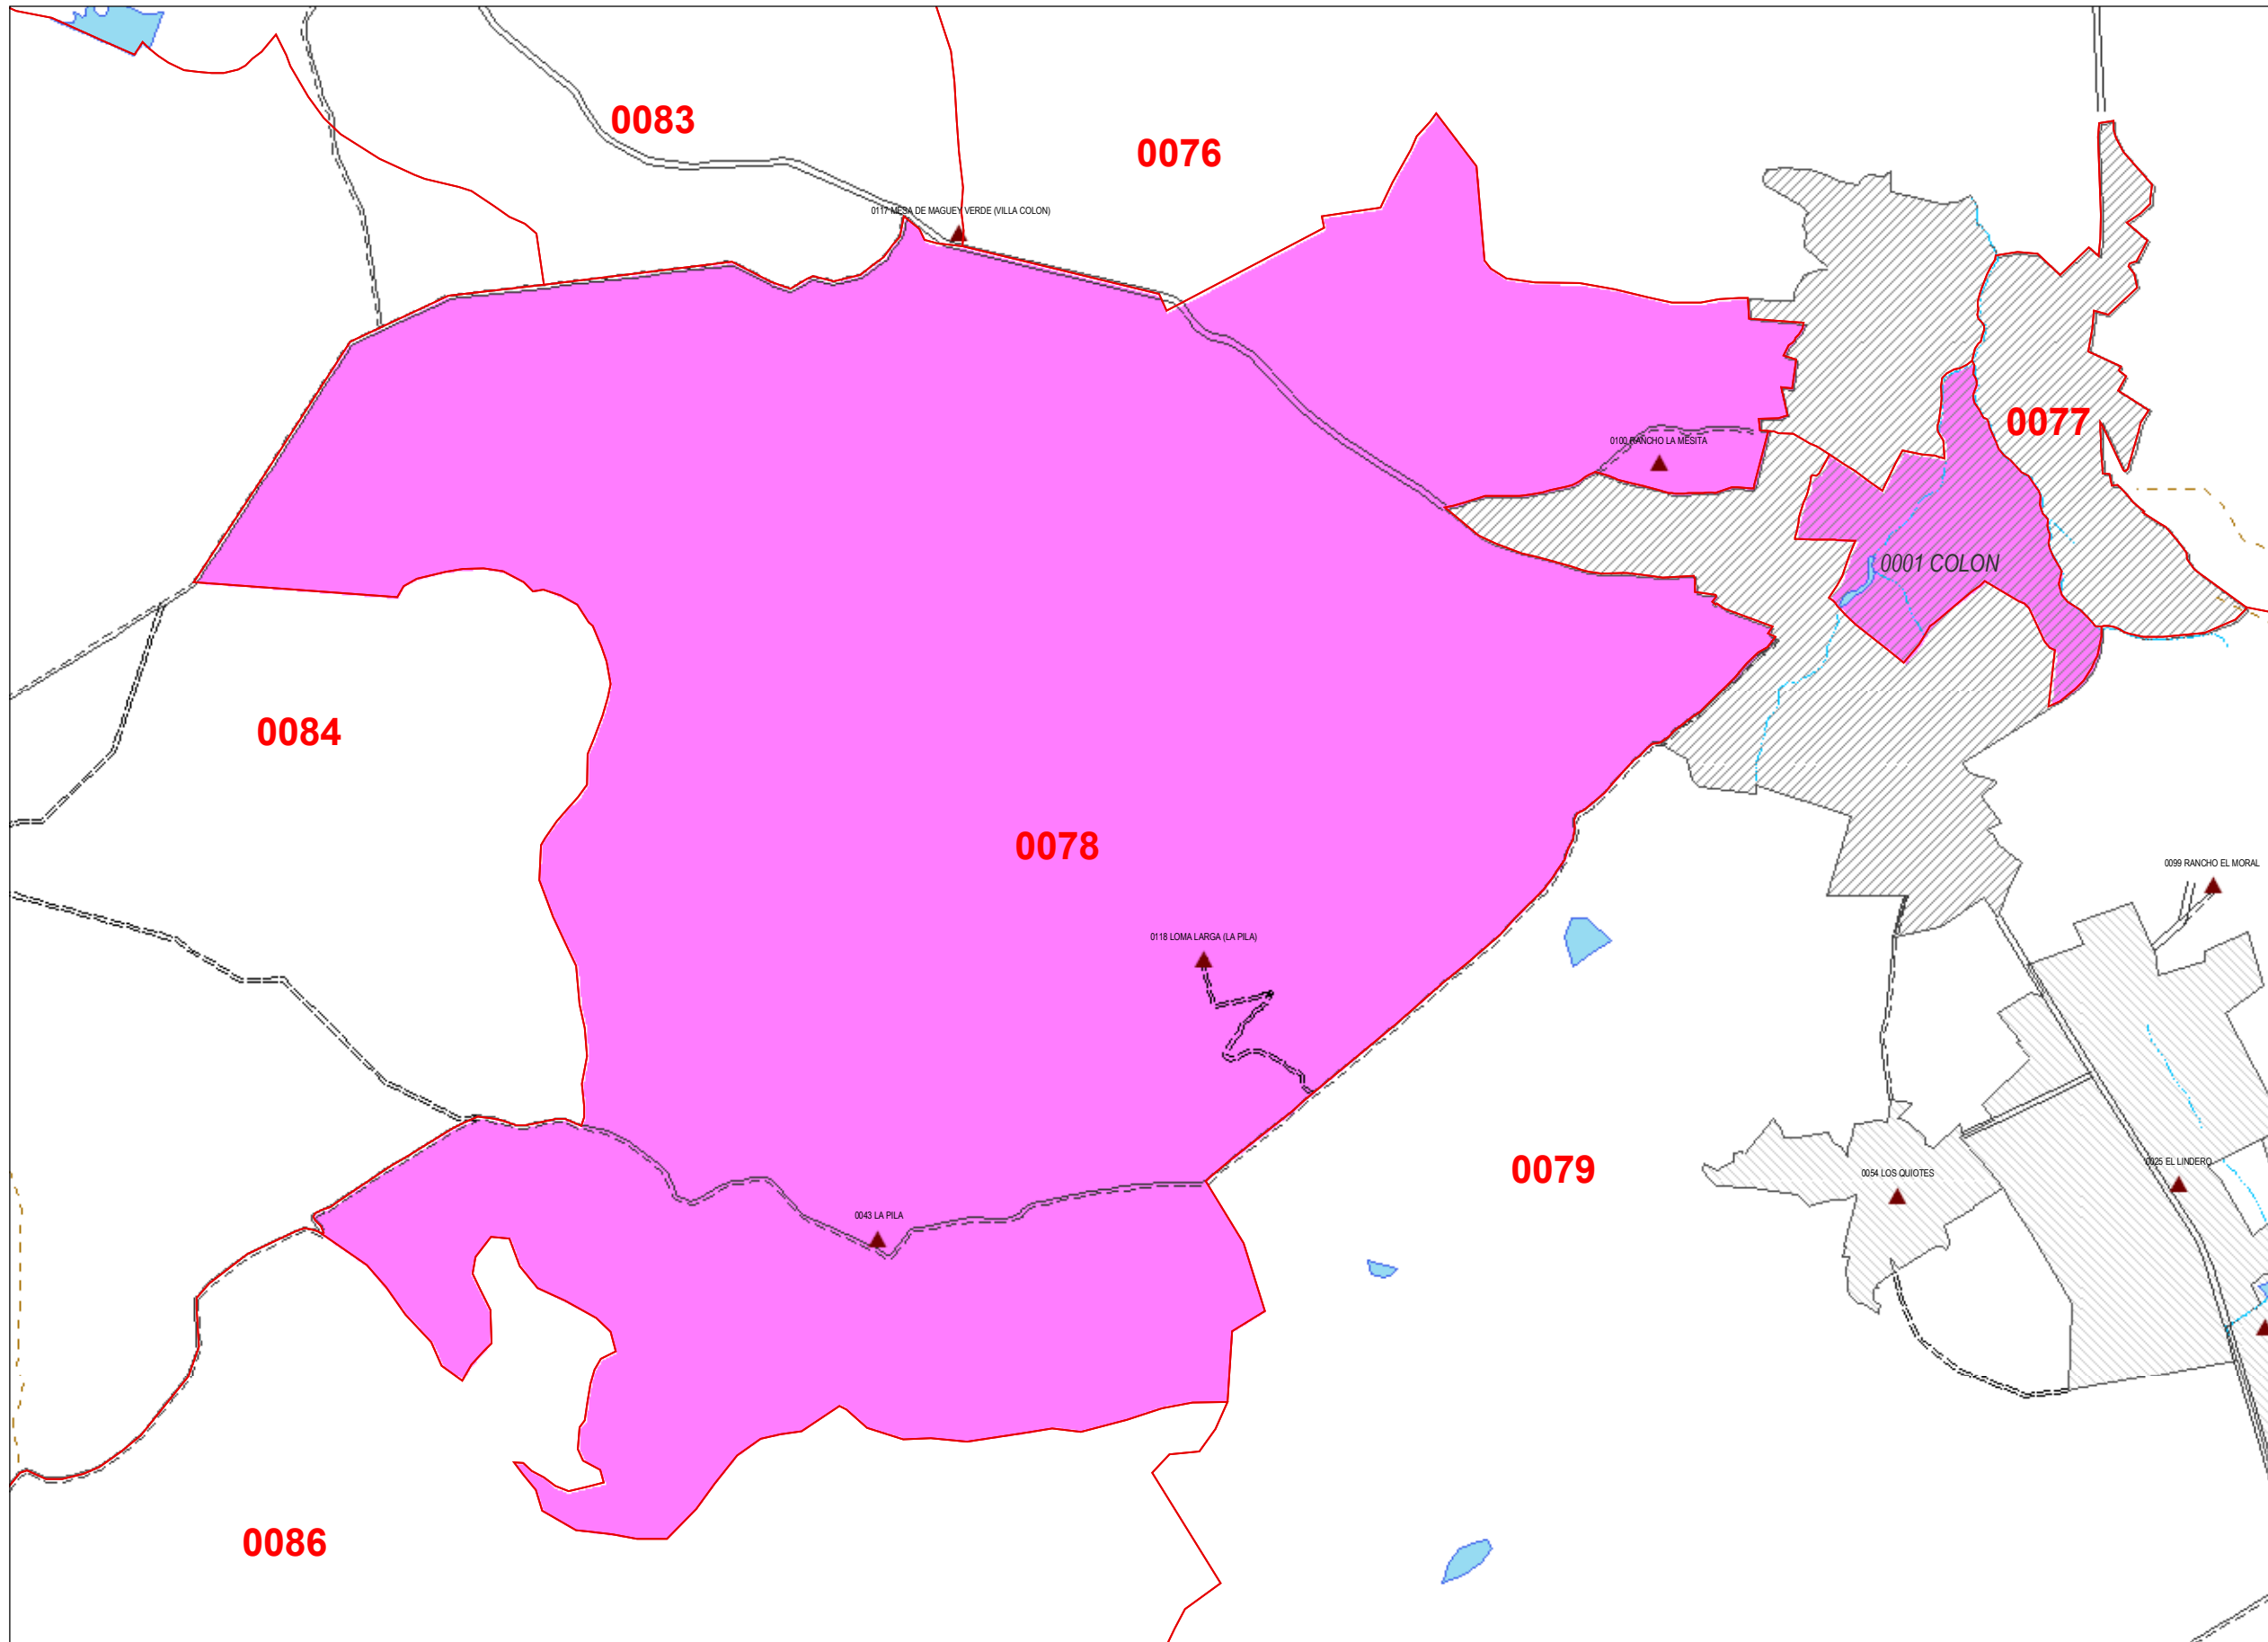 0083
0076
0117 MESA DE MAGUEY VERDE (VILLA COLON)
0077
0100 RANCHO LA MESITA
0001 COLON
0084
0078
0099 RANCHO EL MORAL
0118 LOMA LARGA (LA PILA)
0079
0054 LOS QUIOTES
0025 EL LINDERO
0043 LA PILA
0086